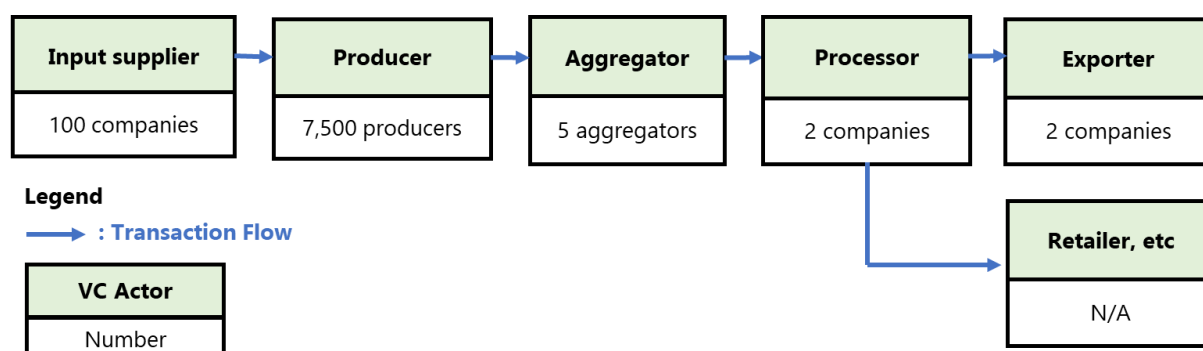 Input supplier
100 companies
Producer
7,500 producers
Aggregator
5 aggregators
Processor
2 companies
Exporter
2 companies
Legend
: Transaction Flow
VC Actor
Number
Retailer, etc
N/A